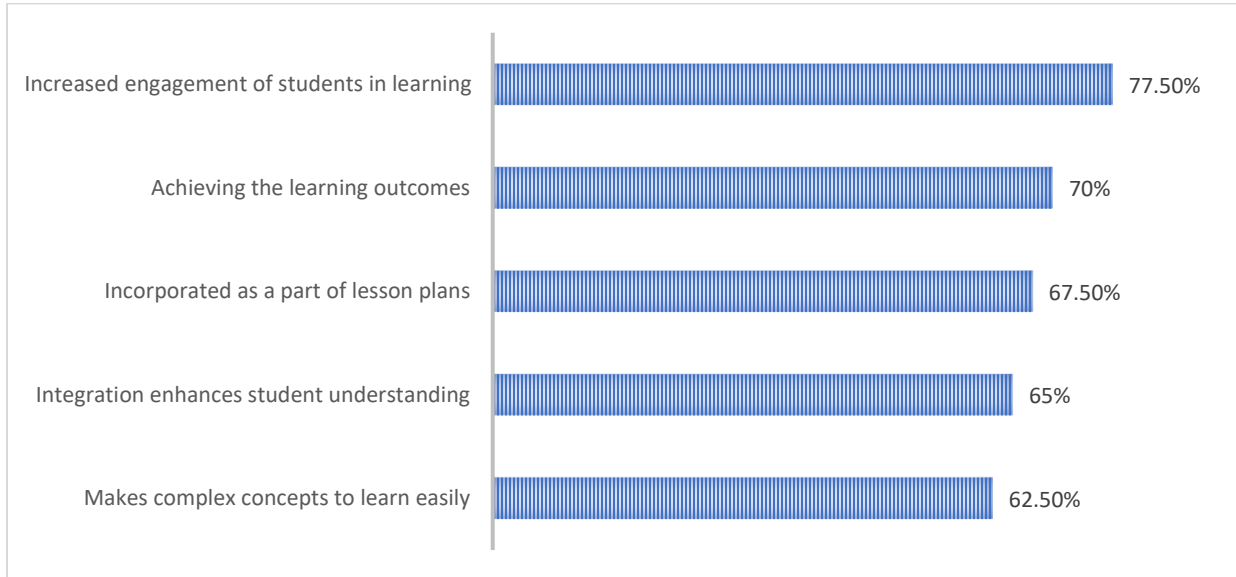 Increased engagement of students in learning 77.50%
Achieving the learning outcomes 70%
Incorporated as a part of lesson plans 67.50%
Integration enhances student understanding 65%
Makes complex concepts to learn easily 62.50%